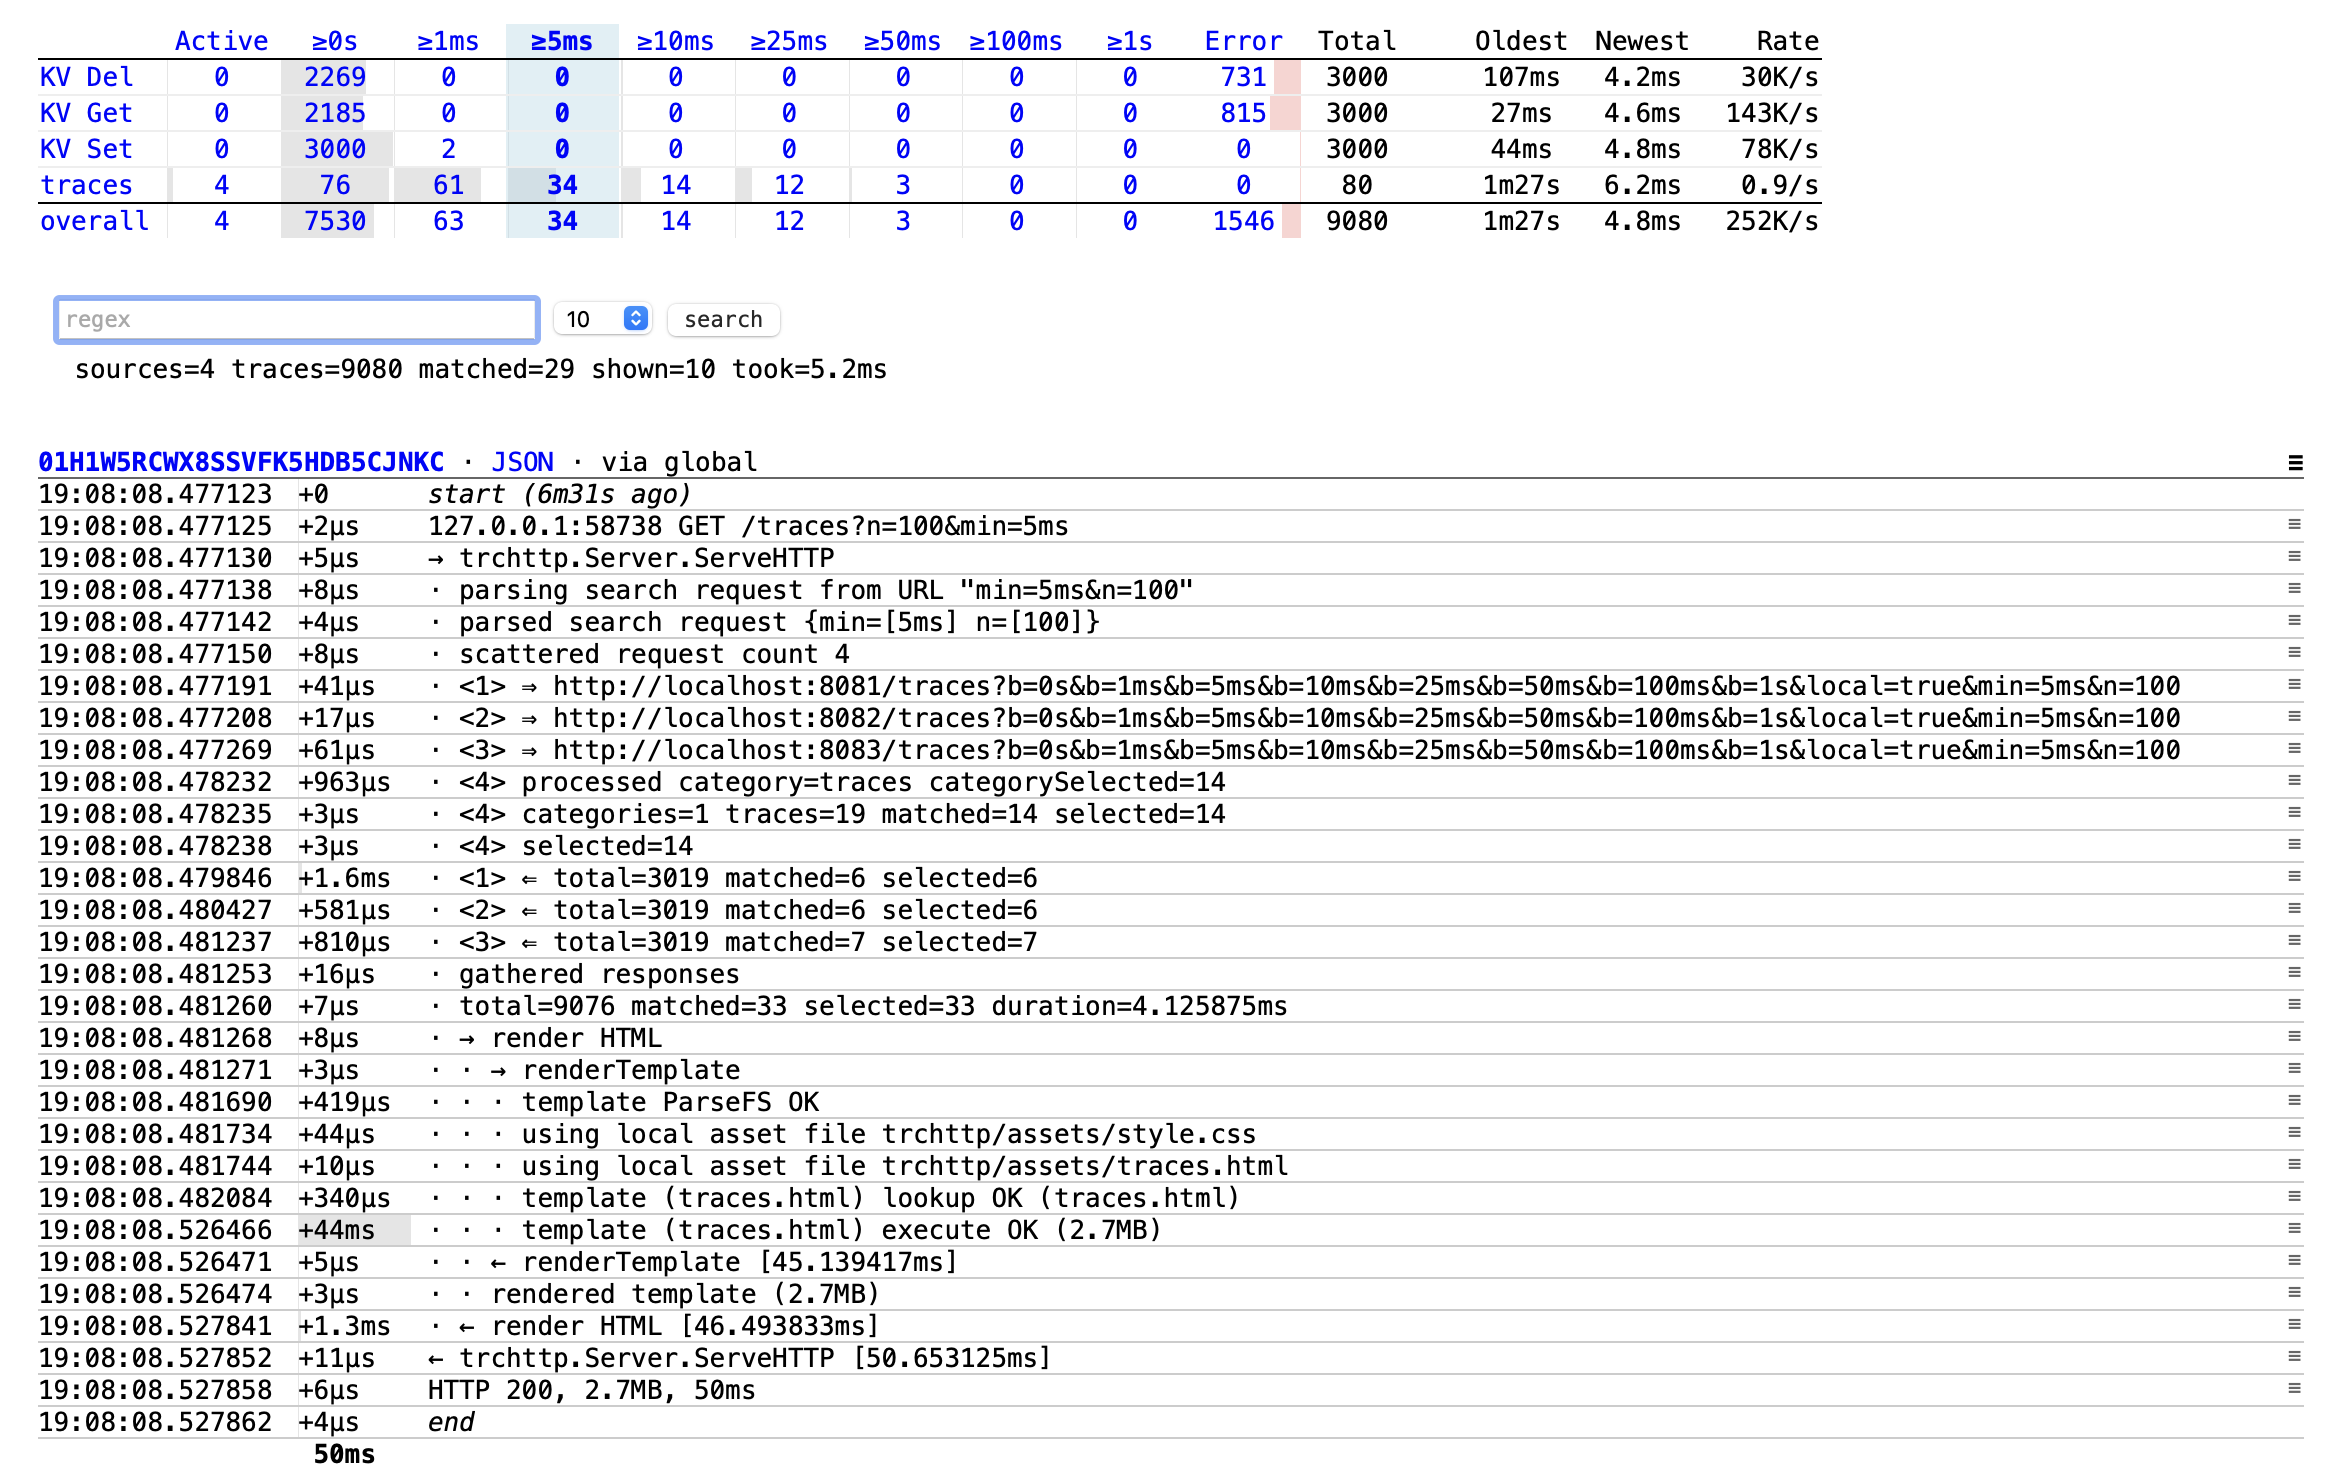 Active ≥0s ≥1ms ≥5ms ≥10ms ≥25ms ≥50ms ≥100ms ≥1s Error Total Oldest Newest Rate
KV Del 0 2269 0 0 0 0 0 0 0 731 3000 107ms 4.2ms 30K/s
KV Get 0 2185 0 0 0 0 0 0 0 815 3000 27ms 4.6ms 143K/s
KV Set 0 3000 2 0 0 0 0 0 0 0 3000 44ms 4.8ms 78K/s
traces 4 76 61 34 14 12 3 0 0 0 80 1m27s 6.2ms 0.9/s
overall 4 7530 63 34 14 12 3 0 0 1546 9080 1m27s 4.8ms 252K/s
regex 10 search
sources=4 traces=9080 matched=29 shown=10 took=5.2ms
01H1W5RCWX8SSVFK5HDB5CJNKC · JSON · via global ≡
19:08:08.477123 +0 start (6m31s ago)
19:08:08.477125 +2µs 127.0.0.1:58738 GET /traces?n=100&min=5ms ≡
19:08:08.477130 +5µs → trchttp.Server.ServeHTTP ≡
19:08:08.477138 +8µs · parsing search request from URL "min=5ms&n=100" ≡
19:08:08.477142 +4µs · parsed search request {min=[5ms] n=[100]} ≡
19:08:08.477150 +8µs · scattered request count 4 ≡
19:08:08.477191 +41µs · <1> ⇒ http://localhost:8081/traces?b=0s&b=1ms&b=5ms&b=10ms&b=25ms&b=50ms&b=100ms&b=1s&local=true&min=5ms&n=100 ≡
19:08:08.477208 +17µs · <2> ⇒ http://localhost:8082/traces?b=0s&b=1ms&b=5ms&b=10ms&b=25ms&b=50ms&b=100ms&b=1s&local=true&min=5ms&n=100 ≡
19:08:08.477269 +61µs · <3> ⇒ http://localhost:8083/traces?b=0s&b=1ms&b=5ms&b=10ms&b=25ms&b=50ms&b=100ms&b=1s&local=true&min=5ms&n=100 ≡
19:08:08.478232 +963µs · <4> processed category=traces categorySelected=14 ≡
19:08:08.478235 +3µs · <4> categories=1 traces=19 matched=14 selected=14 ≡
19:08:08.478238 +3µs · <4> selected=14 ≡
19:08:08.479846 +1.6ms · <1> ⇐ total=3019 matched=6 selected=6 ≡
19:08:08.480427 +581µs · <2> ⇐ total=3019 matched=6 selected=6 ≡
19:08:08.481237 +810µs · <3> ⇐ total=3019 matched=7 selected=7 ≡
19:08:08.481253 +16µs · gathered responses ≡
19:08:08.481260 +7µs · total=9076 matched=33 selected=33 duration=4.125875ms ≡
19:08:08.481268 +8µs · → render HTML ≡
19:08:08.481271 +3µs · · → renderTemplate ≡
19:08:08.481690 +419µs · · · template ParseFS OK ≡
19:08:08.481734 +44µs · · · using local asset file trchttp/assets/style.css ≡
19:08:08.481744 +10µs · · · using local asset file trchttp/assets/traces.html ≡
19:08:08.482084 +340µs · · · template (traces.html) lookup OK (traces.html) ≡
19:08:08.526466 +44ms · · · template (traces.html) execute OK (2.7MB) ≡
19:08:08.526471 +5µs · · ← renderTemplate [45.139417ms] ≡
19:08:08.526474 +3µs · · rendered template (2.7MB) ≡
19:08:08.527841 +1.3ms · ← render HTML [46.493833ms] ≡
19:08:08.527852 +11µs ← trchttp.Server.ServeHTTP [50.653125ms] ≡
19:08:08.527858 +6µs HTTP 200, 2.7MB, 50ms ≡
19:08:08.527862 +4µs end
50ms